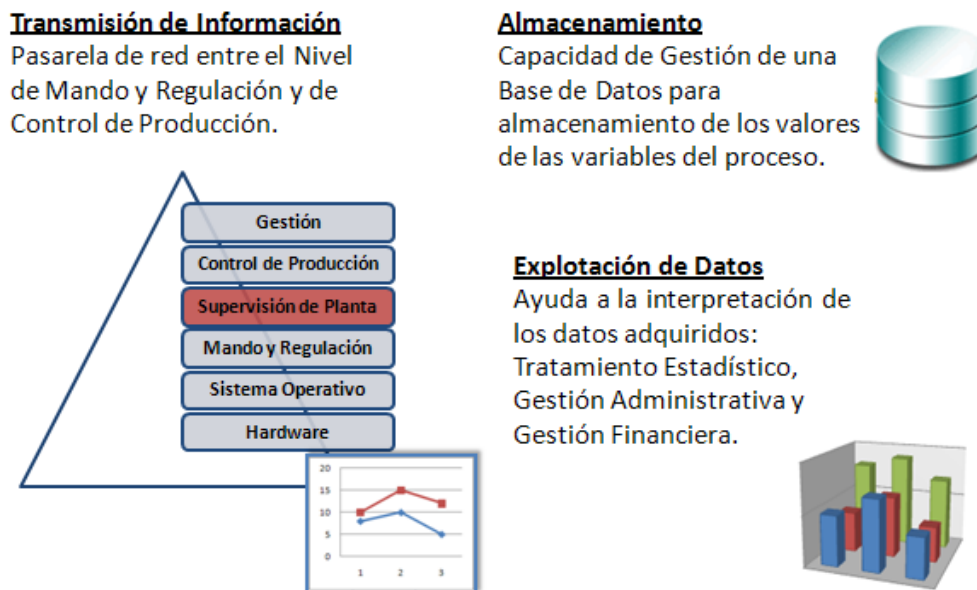 Transmisión de Información
Pasarela de red entre el Nivel
de Mando y Regulación y de
Control de Producción.
Almacenamiento
Capacidad de Gestión de una
Base de Datos para
almacenamiento de los valores
de las variables del proceso.
Gestión
Control de Producción
Supervisión de Planta
Mando y Regulación
Sistema Operativo
Hardware
20
15
10
5
0
1 2 3
Explotación de Datos
Ayuda a la interpretación de
los datos adquiridos:
Tratamiento Estadístico,
Gestión Administrativa y
Gestión Financiera.